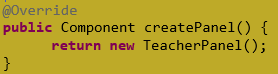 @Override
public Component createPanel() {
return new TeacherPanel();
}